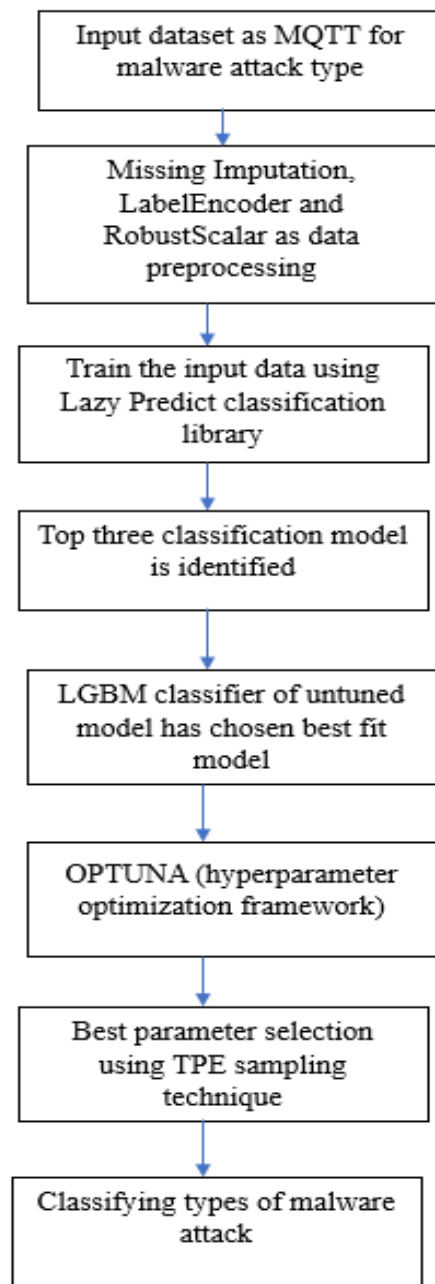 Input dataset as MQTT for
malware attack type
Missing Imputation,
LabelEncoder and
RobustScalar as data
preprocessing
Train the input data using
Lazy Predict classification
library
Top three classification model
is identified
LGBM classifier of untuned
model has chosen best fit
model
OPTUNA (hyperparameter
optimization framework)
Best parameter selection
using TPE sampling
technique
Classifying types of malware
attack